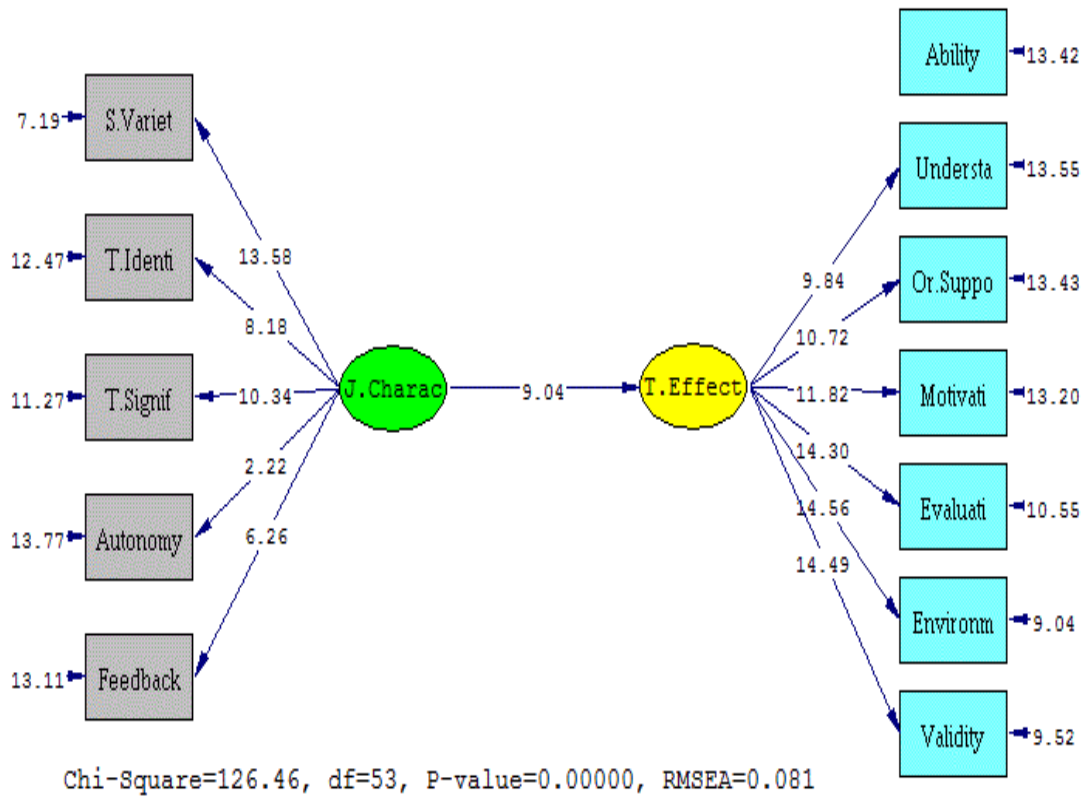 Ability
13.42
7.19
S.Variet
Understa
13.55
12.47
T.Identi
13.58
9.84
Or.Suppo
13.43
8.18
10.72
11.27
T.Signif
10.34
J.Charac
9.04
T.Effect
11.82
Motivati
13.20
2.22
14.30
13.77
Autonomy
6.26
14.56
Evaluati
10.55
14.49
13.11
Feedback
Environm
9.04
Validity
9.52
Chi-Square=126.46, df=53, P-value=0.00000, RMSEA=0.081